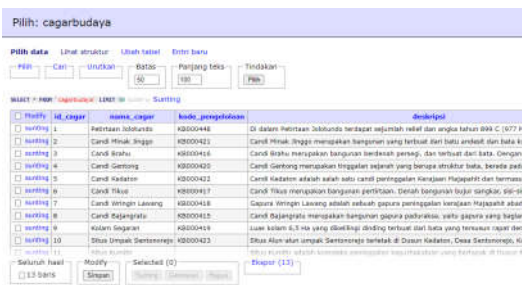 Pilih: cagarbudaya
Pilih data Lihat struktur Ubah tabel Entri baru
Pilih Cari Urutkan Batas Panjang teks Tindakan
50 100 Pilih
SELECT * FROM `cagarbudaya` LIMIT 50 Sunting
Modify id_cagar nama_cagar kode_pengelolaan deskripsi
sunting 1 Petirtaan Jolotundo KB000448 Di dalam Petirtaan Jolotundo terdapat sejumlah relief dan angka tahun 899 C (977
sunting 2 Candi Minak Jinggo KB000421 Candi Minak Jinggo merupakan bangunan yang terbuat dari batu andesit dan bata
sunting 3 Candi Brahu KB000416 Candi Brahu merupakan bangunan berdenah persegi, dan terbuat dari bata. Dengan
sunting 4 Candi Gentong KB000420 Candi Gentong merupakan tinggalan sejarah yang berupa struktur bata, berada
sunting 5 Candi Kedaton KB000422 Candi Kedaton adalah salah satu candi peninggalan Kerajaan Majapahit dan
sunting 6 Candi Tikus KB000417 Candi Tikus merupakan bangunan pertirtaan. Denah bangunan bujur sangkar,
sunting 7 Candi Wringin Lawang KB000418 Gapura Wringin Lawang adalah sebuah gapura peninggalan kerajaan Majapahit
sunting 8 Candi Bajangratu KB000415 Candi Bajangratu merupakan bangunan gapura paduraksa, yaitu gapura yang
sunting 9 Kolam Segaran KB000419 Luas kolam 6,5 Ha yang dikelilingi dinding terbuat dari bata yang tersusun rapat
sunting 10 Situs Umpak Sentonorejo KB000423 Situs Alun-alun umpak Sentonorejo terletak di Dusun Kedaton, Desa Sentonorejo,
sunting 11 Situs
Seluruh hasil Modify Selected (0) Ekspor (13)
13 baris Simpan